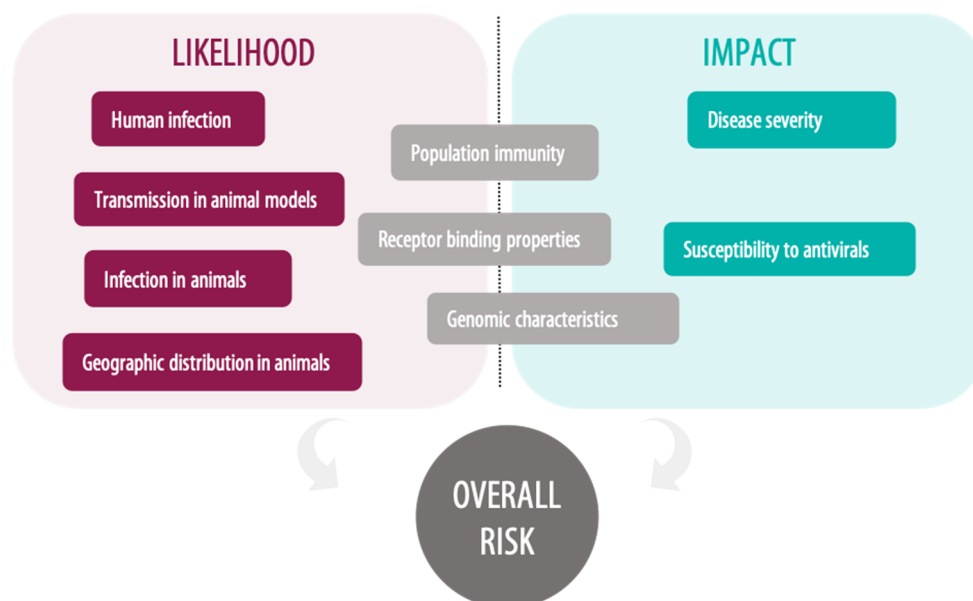 LIKELIHOOD
Human infection
Transmission in animal models
Infection in animals
Geographic distribution in animals
Population immunity
Receptor binding properties
Genomic characteristics
IMPACT
Disease severity
Susceptibility to antivirals
OVERALL
RISK